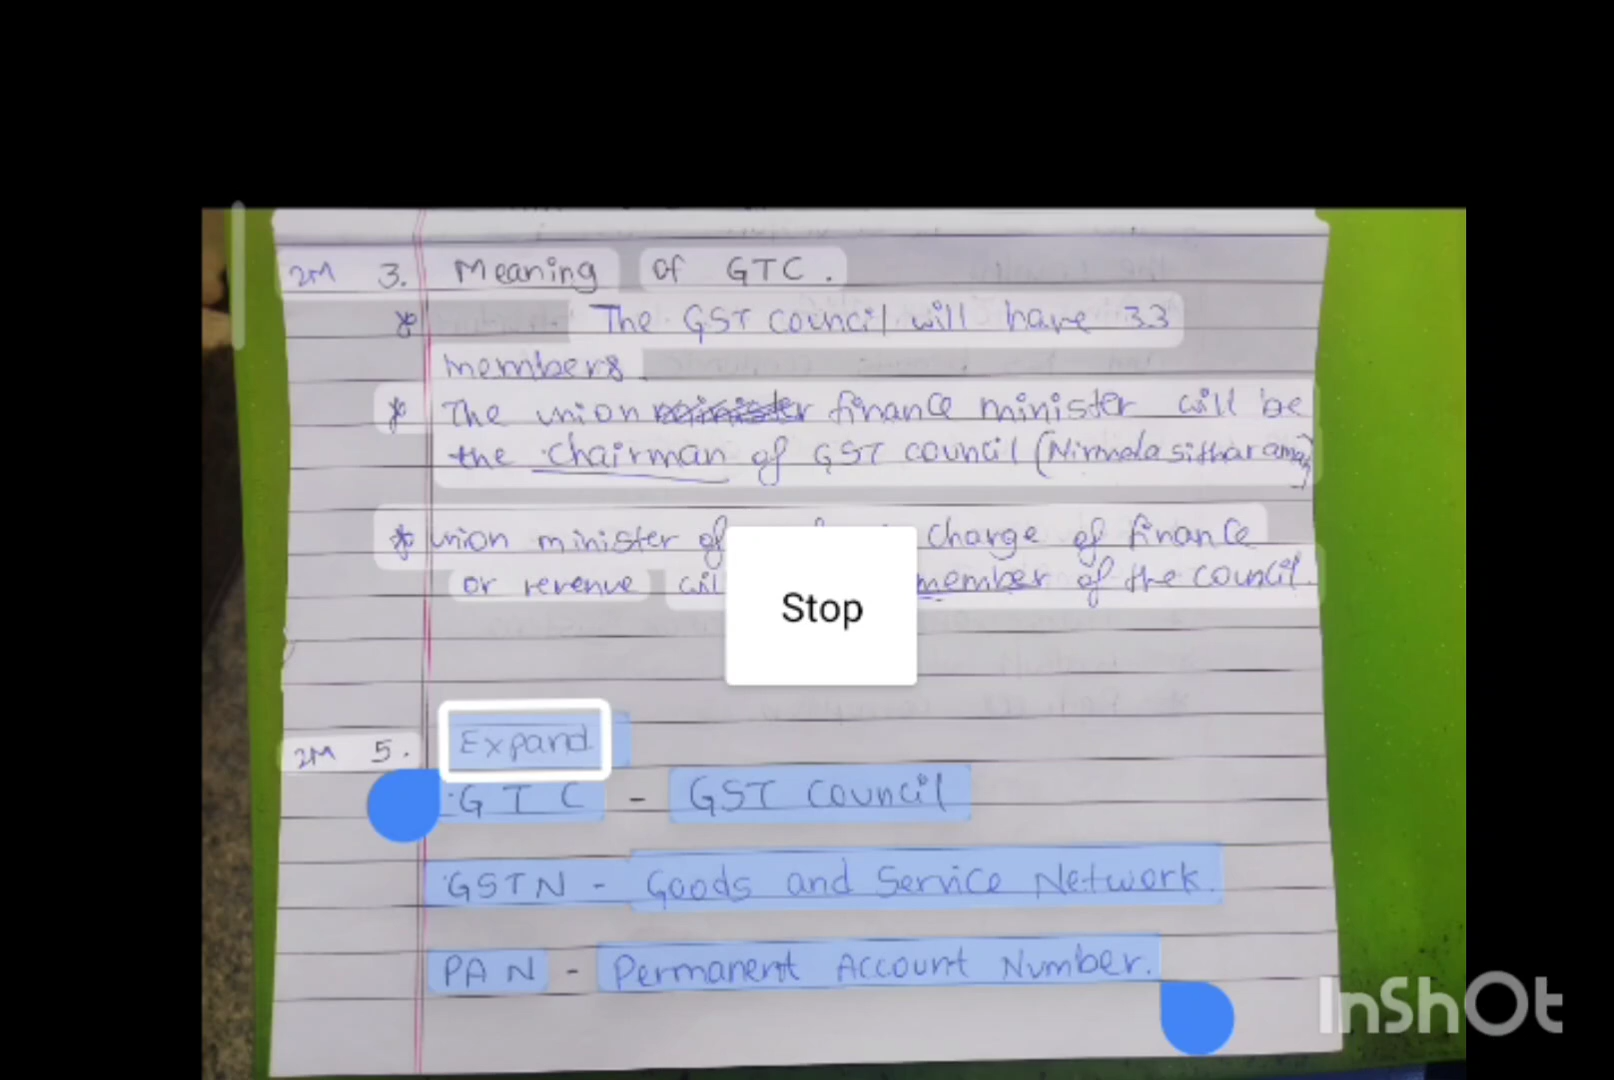 2M 3. Meaning of GTC.
* The GST council will have 33
members
* The union finance minister will be
the chairman of GST council (Nirmala sitharaman)
* union minister of charge of finance
or revenue member of the council.
Stop
2M 5. Expand
GTC - GST Council
GSTN - Goods and Service Network.
PAN - Permanent Account Number.
InShOt